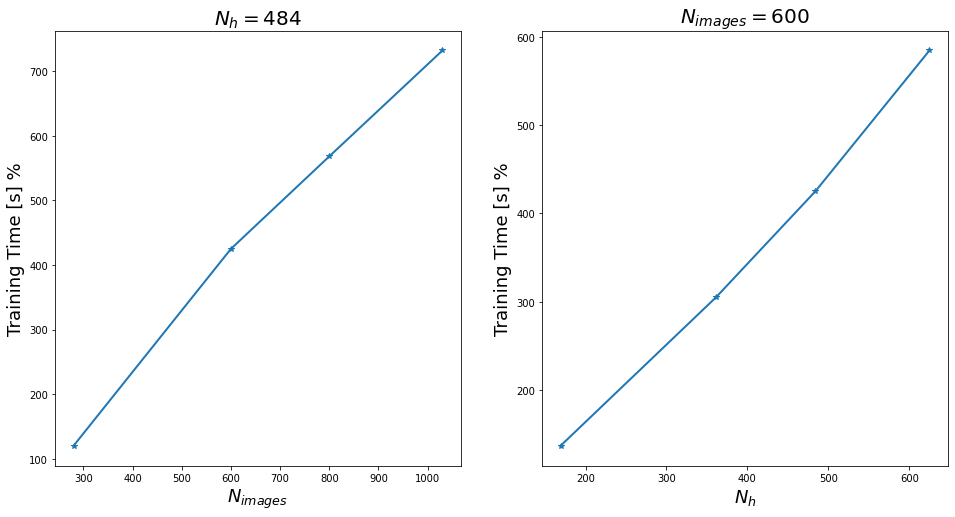 N_h = 484
700
600
500
400
300
200
100
Training Time [s] %
300 400 500 600 700 800 900 1000
N_images
N_images = 600
600
500
400
300
200
Training Time [s] %
200 300 400 500 600
N_h